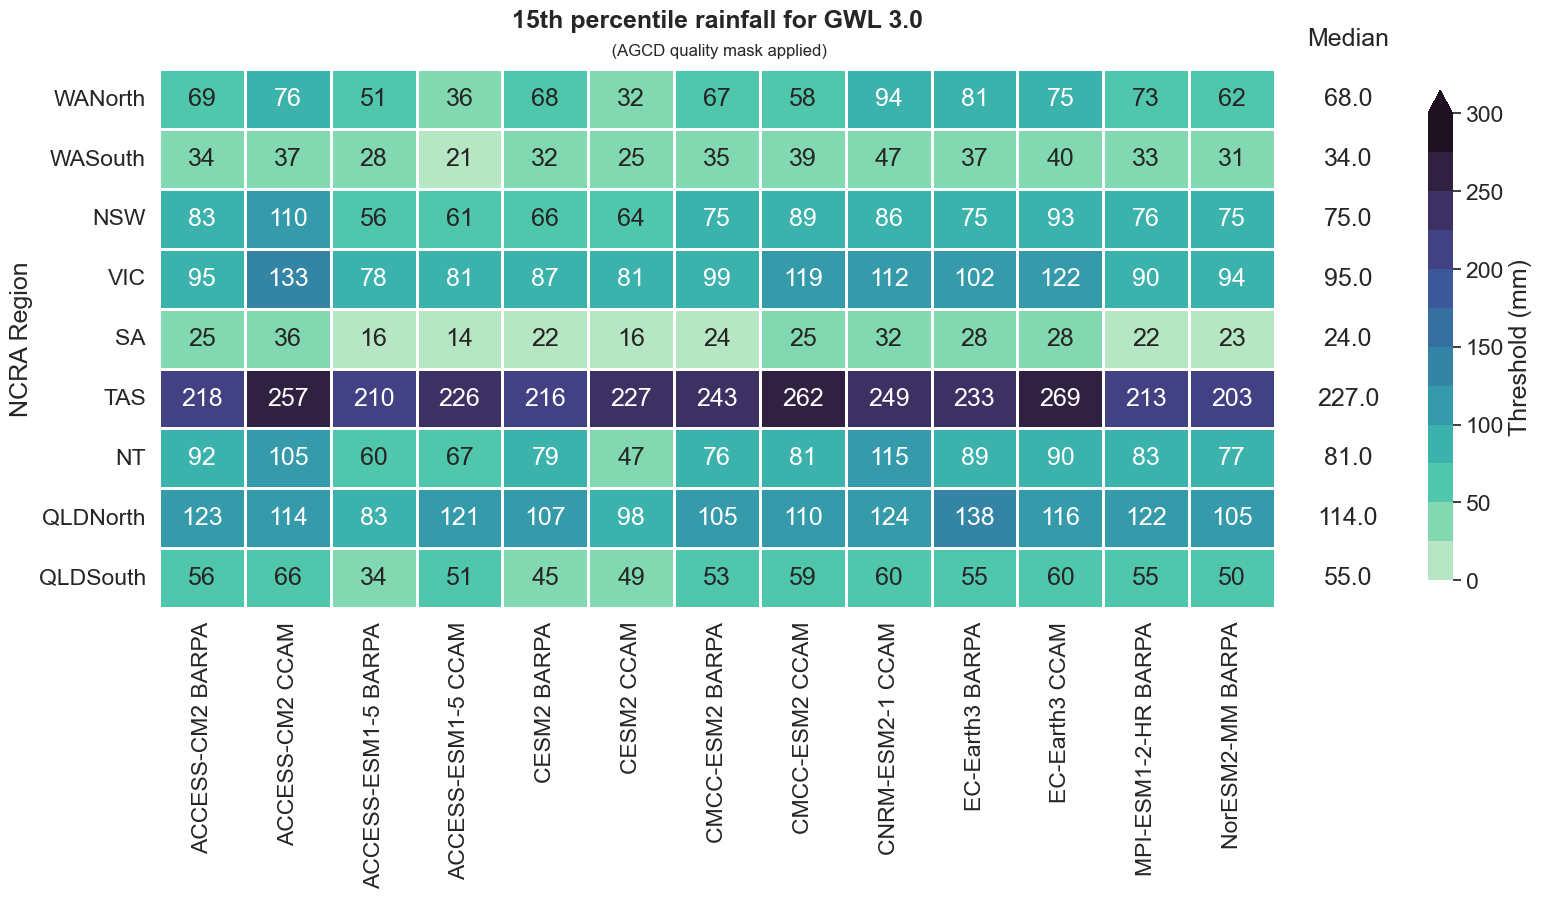 15th percentile rainfall for GWL 3.0
(AGCD quality mask applied)
Median
NCRA Region
WANorth 69 76 51 36 68 32 67 58 94 81 75 73 62 68.0
WASouth 34 37 28 21 32 25 35 39 47 37 40 33 31 34.0
NSW 83 110 56 61 66 64 75 89 86 75 93 76 75 75.0
VIC 95 133 78 81 87 81 99 119 112 102 122 90 94 95.0
SA 25 36 16 14 22 16 24 25 32 28 28 22 23 24.0
TAS 218 257 210 226 216 227 243 262 249 233 269 213 203 227.0
NT 92 105 60 67 79 47 76 81 115 89 90 83 77 81.0
QLDNorth 123 114 83 121 107 98 105 110 124 138 116 122 105 114.0
QLDSouth 56 66 34 51 45 49 53 59 60 55 60 55 50 55.0
ACCESS-CM2 BARPA
ACCESS-CM2 CCAM
ACCESS-ESM1-5 BARPA
ACCESS-ESM1-5 CCAM
CESM2 BARPA
CESM2 CCAM
CMCC-ESM2 BARPA
CMCC-ESM2 CCAM
CNRM-ESM2-1 CCAM
EC-Earth3 BARPA
EC-Earth3 CCAM
MPI-ESM1-2-HR BARPA
NorESM2-MM BARPA
300
250
200
150
100
50
0
Threshold (mm)